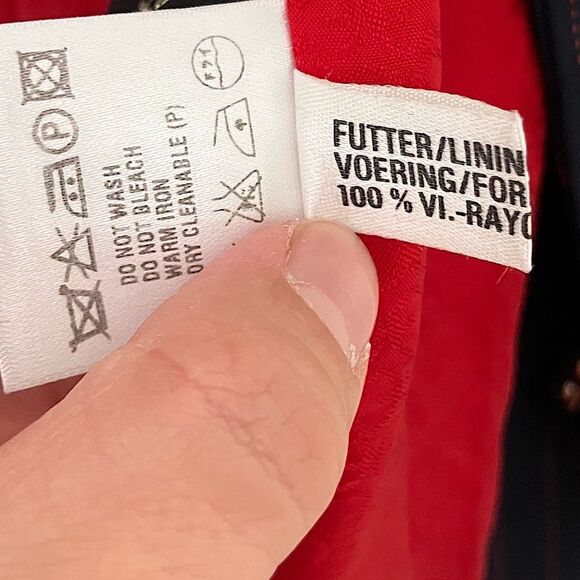 DO NOT WASH
DO NOT BLEACH
WARM IRON
DRY CLEANABLE (P)
P
FUTTER/LININ
VOERING/FOR
100 % VI.-RAYO